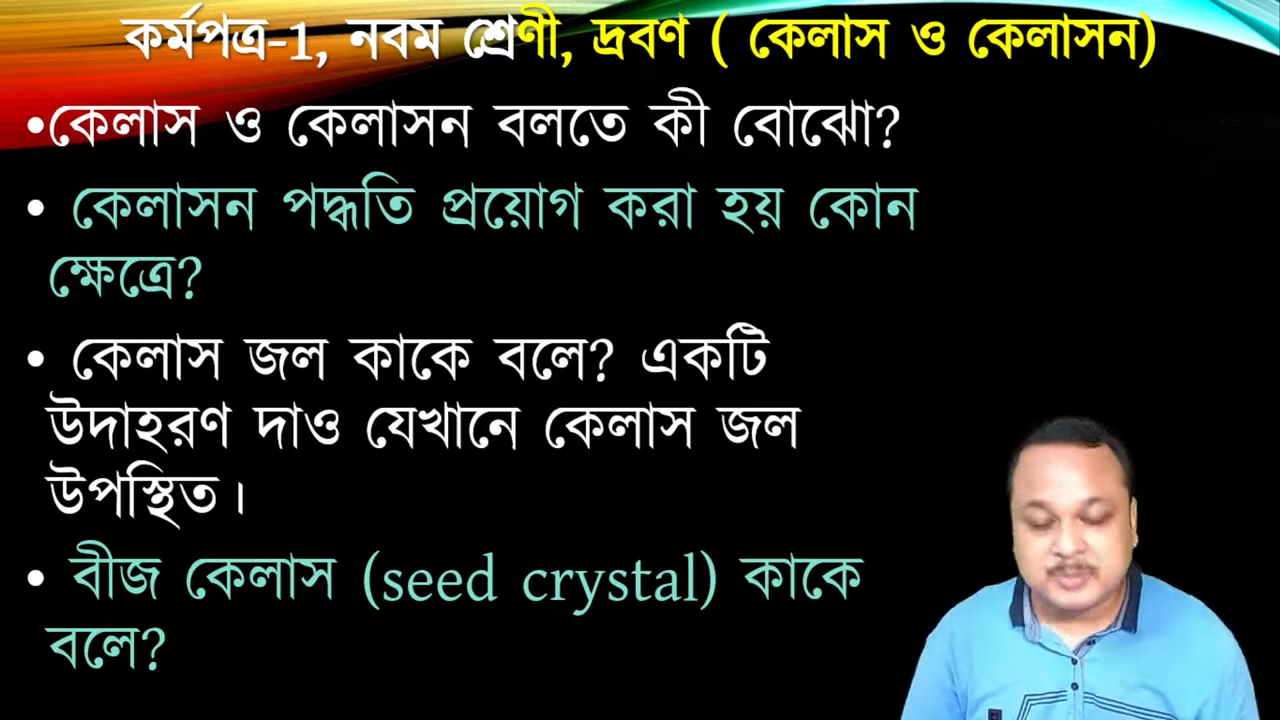 কর্মপত্র-1, নবম শ্রেণী, দ্রবণ ( কেলাস ও কেলাসন)
•কেলাস ও কেলাসন বলতে কী বোঝো?
• কেলাসন পদ্ধতি প্রয়োগ করা হয় কোন
ক্ষেত্রে?
• কেলাস জল কাকে বলে? একটি
উদাহরণ দাও যেখানে কেলাস জল
উপস্থিত।
• বীজ কেলাস (seed crystal) কাকে
বলে?